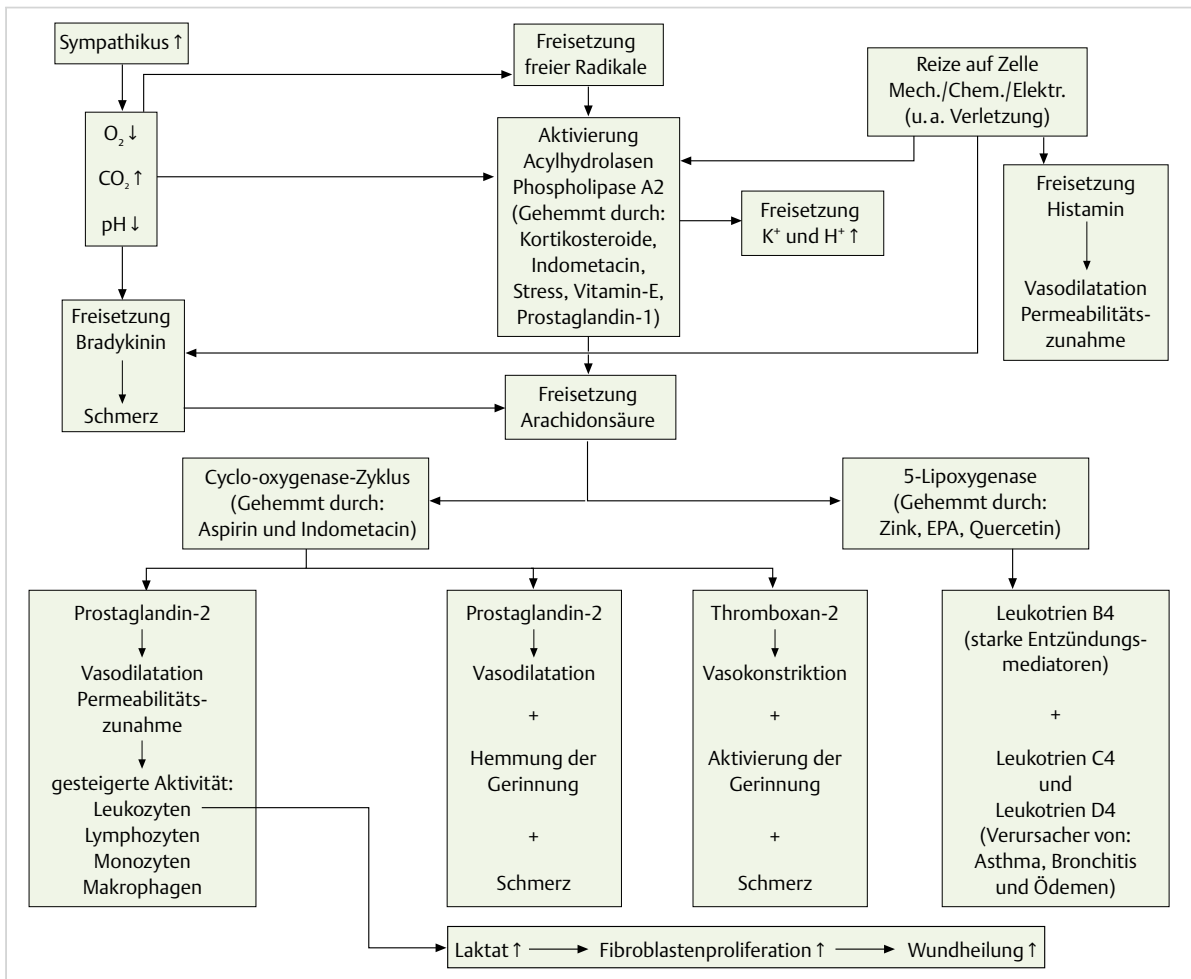 Sympathikus ↑
Freisetzung
freier Radikale
Reize auf Zelle
Mech./Chem./Elektr.
(u. a. Verletzung)
O₂ ↓
CO₂ ↑
pH ↓
Aktivierung
Acylhydrolasen
Phospholipase A2
(Gehemmt durch:
Kortikosteroide,
Indometacin,
Stress, Vitamin-E,
Prostaglandin-1)
Freisetzung
K⁺ und H⁺ ↑
Freisetzung
Histamin
Vasodilatation
Permeabilitäts-
zunahme
Freisetzung
Bradykinin
Schmerz
Freisetzung
Arachidonsäure
Cyclo-oxygenase-Zyklus
(Gehemmt durch:
Aspirin und Indometacin)
5-Lipoxygenase
(Gehemmt durch:
Zink, EPA, Quercetin)
Prostaglandin-2
Vasodilatation
Permeabilitäts-
zunahme
gesteigerte Aktivität:
Leukozyten
Lymphozyten
Monozyten
Makrophagen
Prostaglandin-2
Vasodilatation
+
Hemmung der
Gerinnung
+
Schmerz
Thromboxan-2
Vasokonstriktion
+
Aktivierung der
Gerinnung
+
Schmerz
Leukotrien B4
(starke Entzündungs-
mediatoren)
+
Leukotrien C4
und
Leukotrien D4
(Verursacher von:
Asthma, Bronchitis
und Ödemen)
Laktat ↑ → Fibroblastenproliferation ↑ → Wundheilung ↑